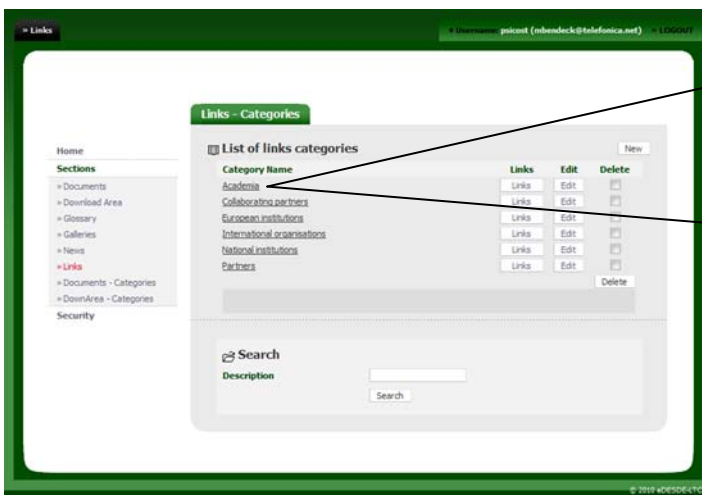 » Links
» Username: psicost (mbendeck@telefonica.net) » LOGOUT
Links - Categories
List of links categories
New
Home
Sections
» Documents
» Download Area
» Glossary
» Galleries
» News
» Links
» Documents - Categories
» DownArea - Categories
Security
Category Name Links Edit Delete
Academia Links Edit
Collaborating partners Links Edit
European institutions Links Edit
International organisations Links Edit
National institutions Links Edit
Partners Links Edit
Delete
Search
Description
Search
© 2010 eDESDE-LTC